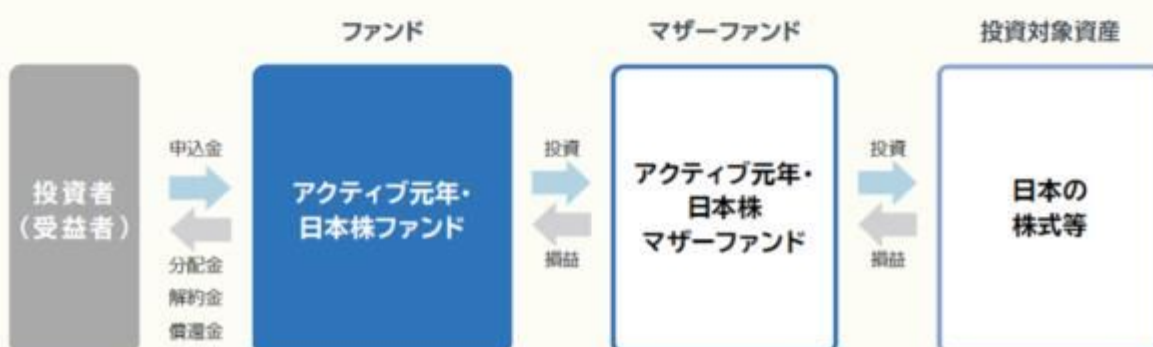 ファンド
マザーファンド
投資対象資産
投資者
（受益者）
申込金
分配金
解約金
償還金
アクティブ元年・
日本株ファンド
投資
損益
アクティブ元年・
日本株
マザーファンド
投資
損益
日本の
株式等